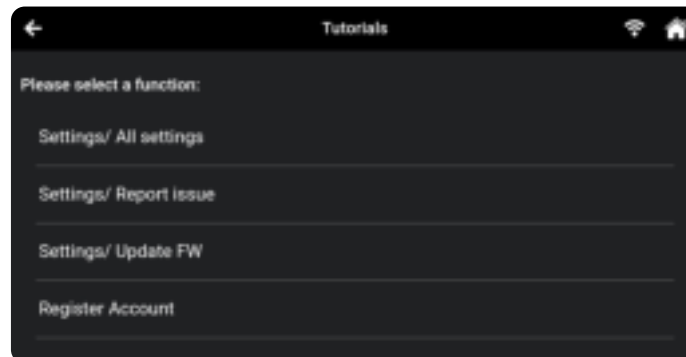 Tutorials
Please select a function:
Settings/ All settings
Settings/ Report issue
Settings/ Update FW
Register Account